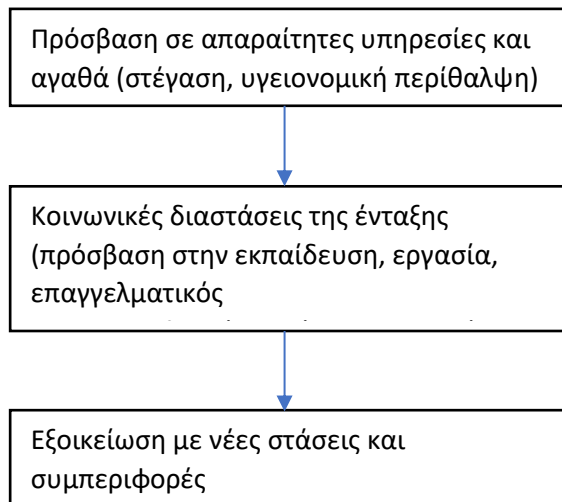 Πρόσβαση σε απαραίτητες υπηρεσίες και
αγαθά (στέγαση, υγειονομική περίθαλψη)
Κοινωνικές διαστάσεις της ένταξης
(πρόσβαση στην εκπαίδευση, εργασία,
επαγγελματικός
Εξοικείωση με νέες στάσεις και
συμπεριφορές